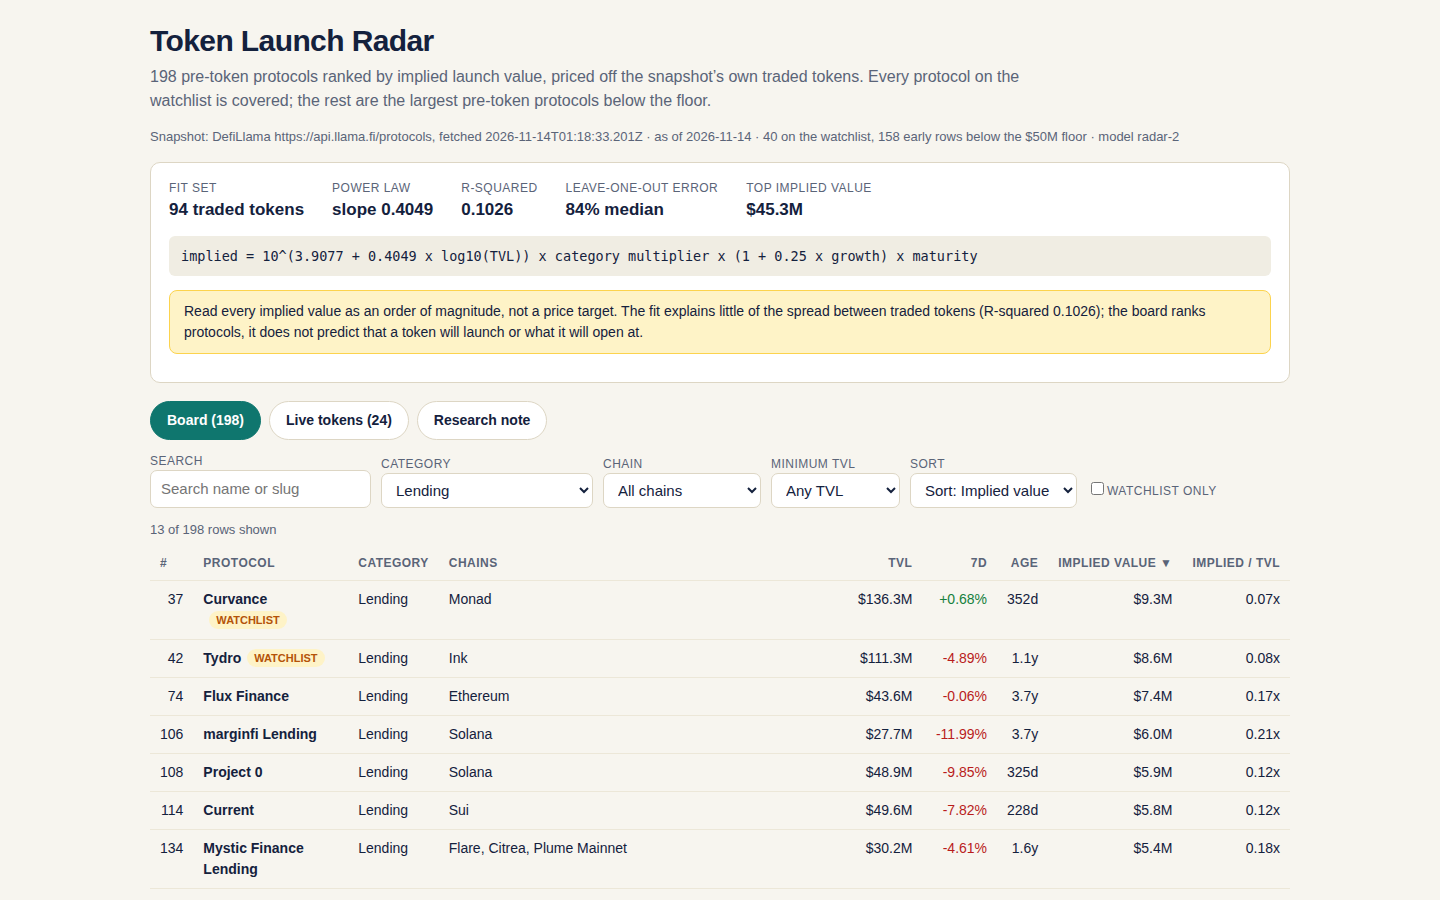 Token Launch Radar
198 pre-token protocols ranked by implied launch value, priced off the snapshot’s own traded tokens. Every protocol on the
watchlist is covered; the rest are the largest pre-token protocols below the floor.
Snapshot: DefiLlama https://api.llama.fi/protocols, fetched 2026-11-14T01:18:33.201Z · as of 2026-11-14 · 40 on the watchlist, 158 early rows below the $50M floor · model radar-2
FIT SET POWER LAW R-SQUARED LEAVE-ONE-OUT ERROR TOP IMPLIED VALUE
94 traded tokens slope 0.4049 0.1026 84% median $45.3M
implied = 10^(3.9077 + 0.4049 x log10(TVL)) x category multiplier x (1 + 0.25 x growth) x maturity
Read every implied value as an order of magnitude, not a price target. The fit explains little of the spread between traded tokens (R-squared 0.1026); the board ranks
protocols, it does not predict that a token will launch or what it will open at.
Board (198) Live tokens (24) Research note
SEARCH CATEGORY CHAIN MINIMUM TVL SORT
Search name or slug Lending All chains Any TVL Sort: Implied value WATCHLIST ONLY
13 of 198 rows shown
# PROTOCOL CATEGORY CHAINS TVL 7D AGE IMPLIED VALUE ▼ IMPLIED / TVL
37 Curvance Lending Monad $136.3M +0.68% 352d $9.3M 0.07x
WATCHLIST
42 Tydro WATCHLIST Lending Ink $111.3M -4.89% 1.1y $8.6M 0.08x
74 Flux Finance Lending Ethereum $43.6M -0.06% 3.7y $7.4M 0.17x
106 marginfi Lending Lending Solana $27.7M -11.99% 3.7y $6.0M 0.21x
108 Project 0 Lending Solana $48.9M -9.85% 325d $5.9M 0.12x
114 Current Lending Sui $49.6M -7.82% 228d $5.8M 0.12x
134 Mystic Finance Lending Flare, Citrea, Plume Mainnet $30.2M -4.61% 1.6y $5.4M 0.18x
Lending